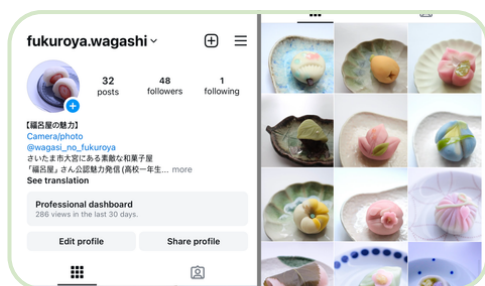 fukuroya.wagashi
32
posts
48
followers
1
following
【福呂屋の魅力】
Camera/photo
@wagasi_no_fukuroya
さいたま市大宮にある素敵な和菓子屋
「福呂屋」さん公認魅力発信 (高校一年生... more
See translation
Professional dashboard
286 views in the last 30 days.
Edit profile
Share profile